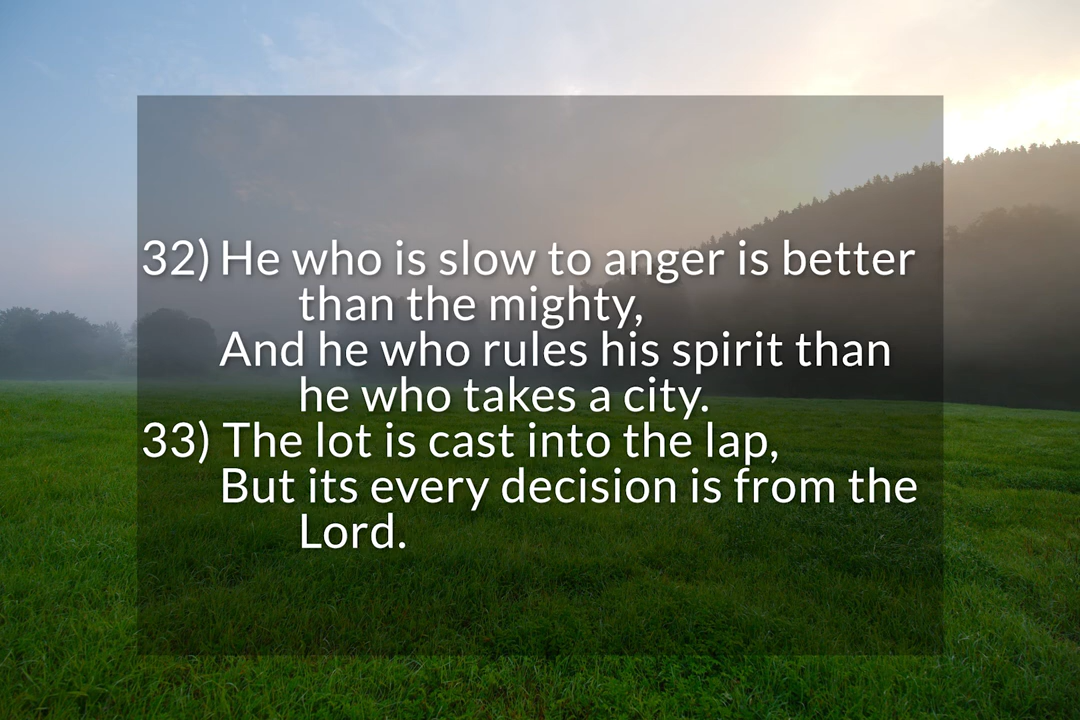 32) He who is slow to anger is better
than the mighty,
And he who rules his spirit than
he who takes a city.
33) The lot is cast into the lap,
But its every decision is from the
Lord.